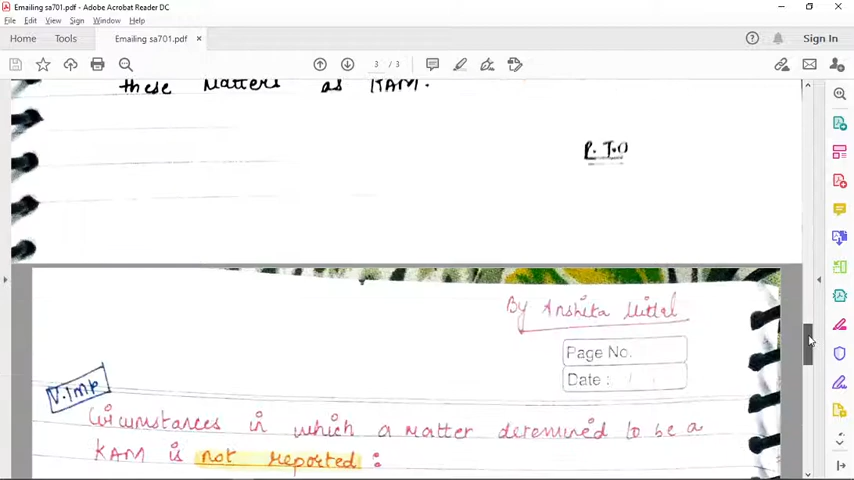 Emailing sa701.pdf - Adobe Acrobat Reader DC
File Edit View Sign Window Help
Home Tools Emailing sa701.pdf × Sign In
3 / 3
these Matters as KAM.
P.T.O
By Anshita Mittal
Page No.
Date : / /
V.Imp
Circumstances in which a Matter deremined to be a
KAM is not reported :